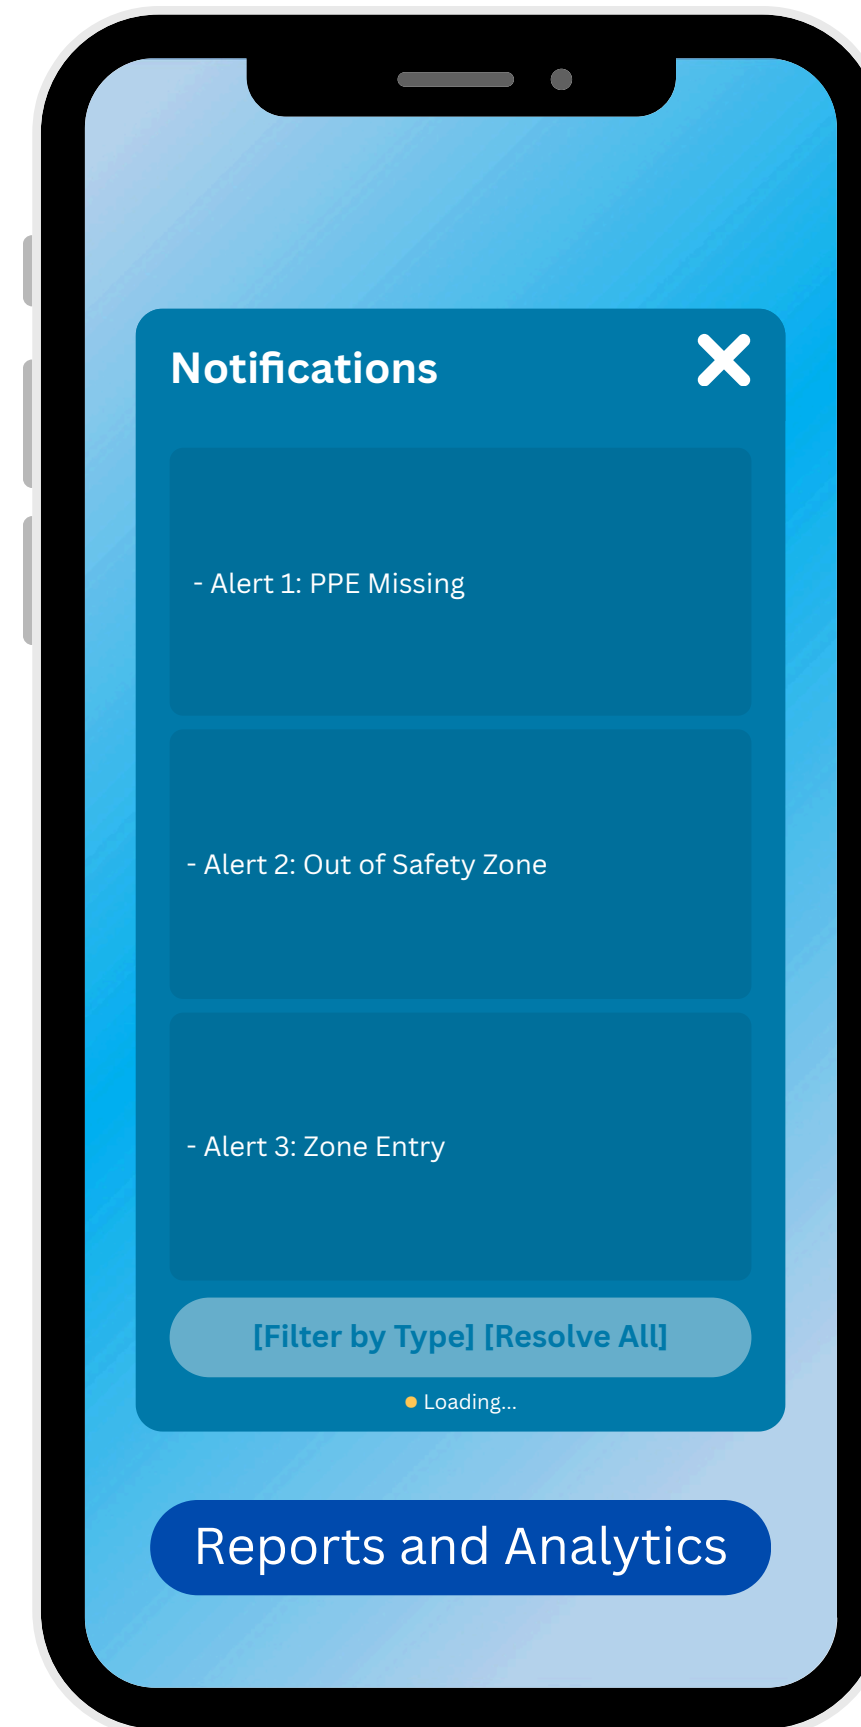 Notifications
- Alert 1: PPE Missing
- Alert 2: Out of Safety Zone
- Alert 3: Zone Entry
[Filter by Type] [Resolve All]
Loading...
Reports and Analytics